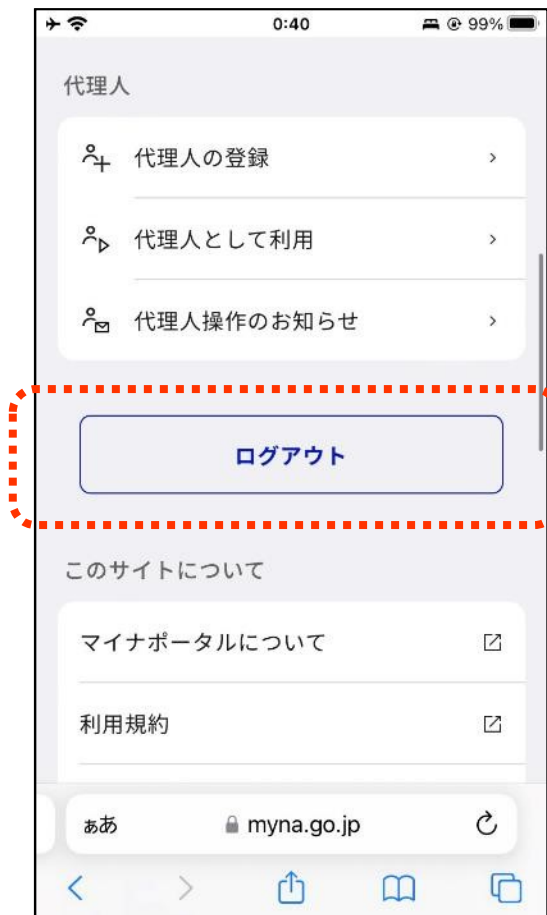 0:40
99%
代理人
代理人の登録
代理人として利用
代理人操作のお知らせ
ログアウト
このサイトについて
マイナポータルについて
利用規約
ぁあ
myna.go.jp